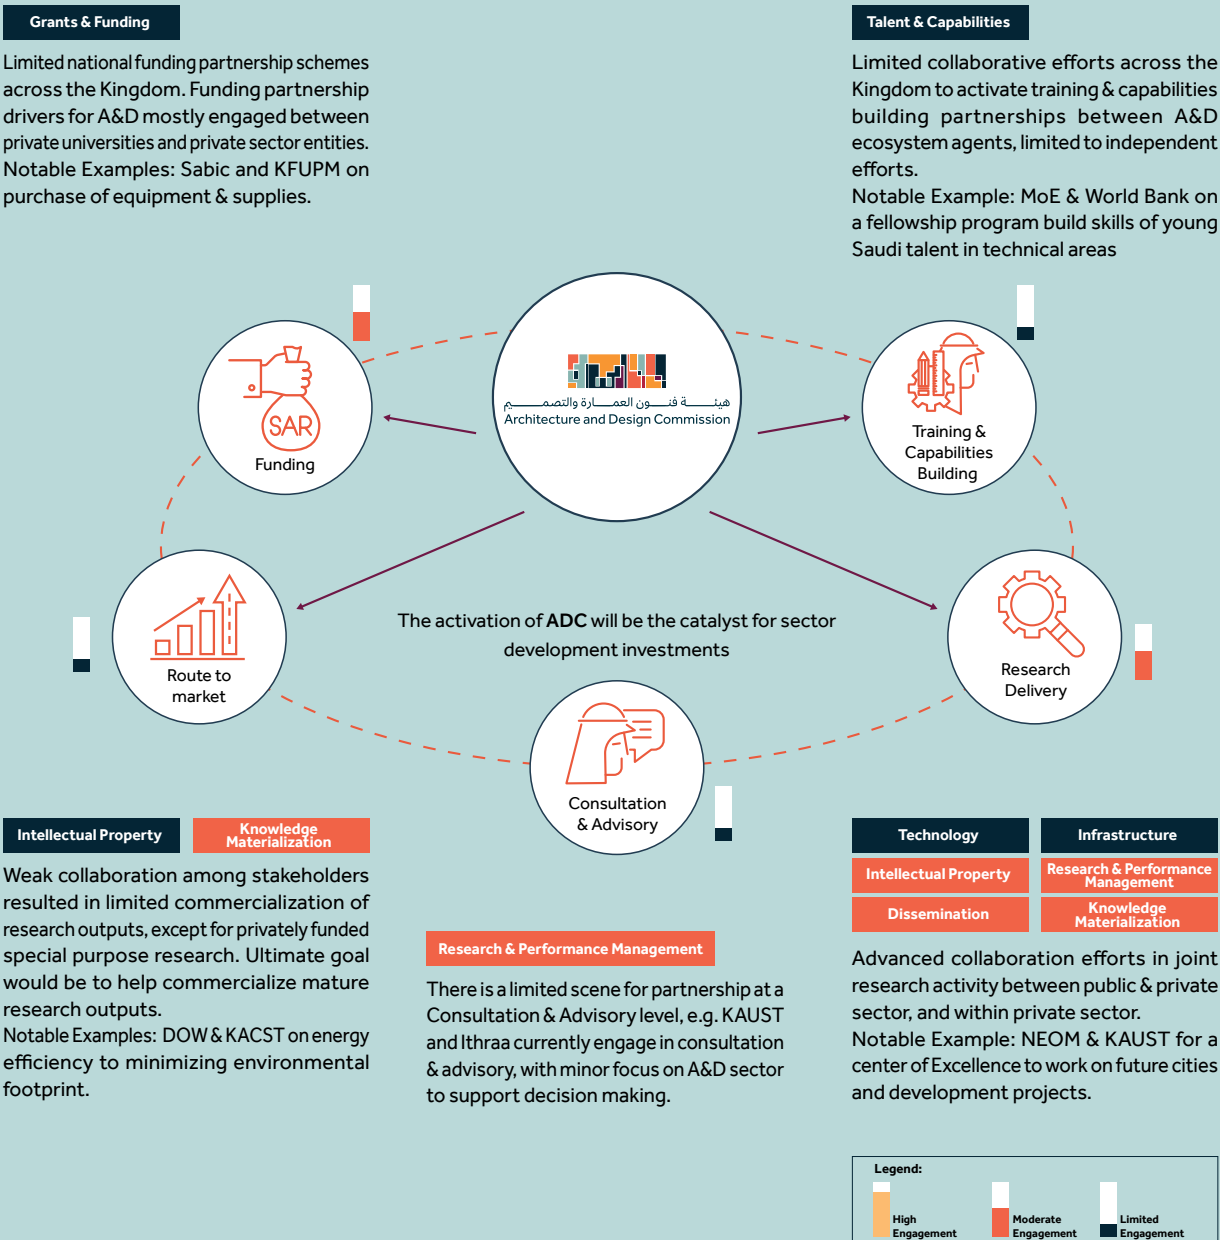 Grants & Funding
Limited national funding partnership schemes
across the Kingdom. Funding partnership
drivers for A&D mostly engaged between
private universities and private sector entities.
Notable Examples: Sabic and KFUPM on
purchase of equipment & supplies.
Talent & Capabilities
Limited collaborative efforts across the
Kingdom to activate training & capabilities
building partnerships between A&D
ecosystem agents, limited to independent
efforts.
Notable Example: MoE & World Bank on
a fellowship program build skills of young
Saudi talent in technical areas
SAR
Funding
هيئة فنون العمارة والتصميم
Architecture and Design Commission
Training &
Capabilities
Building
Route to
market
The activation of ADC will be the catalyst for sector
development investments
Research
Delivery
Consultation
& Advisory
Intellectual Property
Knowledge
Materialization
Weak collaboration among stakeholders
resulted in limited commercialization of
research outputs, except for privately funded
special purpose research. Ultimate goal
would be to help commercialize mature
research outputs.
Notable Examples: DOW & KACST on energy
efficiency to minimizing environmental
footprint.
Research & Performance Management
There is a limited scene for partnership at a
Consultation & Advisory level, e.g. KAUST
and Ithraa currently engage in consultation
& advisory, with minor focus on A&D sector
to support decision making.
Technology
Infrastructure
Intellectual Property
Research & Performance
Management
Dissemination
Knowledge
Materialization
Advanced collaboration efforts in joint
research activity between public & private
sector, and within private sector.
Notable Example: NEOM & KAUST for a
center of Excellence to work on future cities
and development projects.
Legend:
High
Engagement
Moderate
Engagement
Limited
Engagement